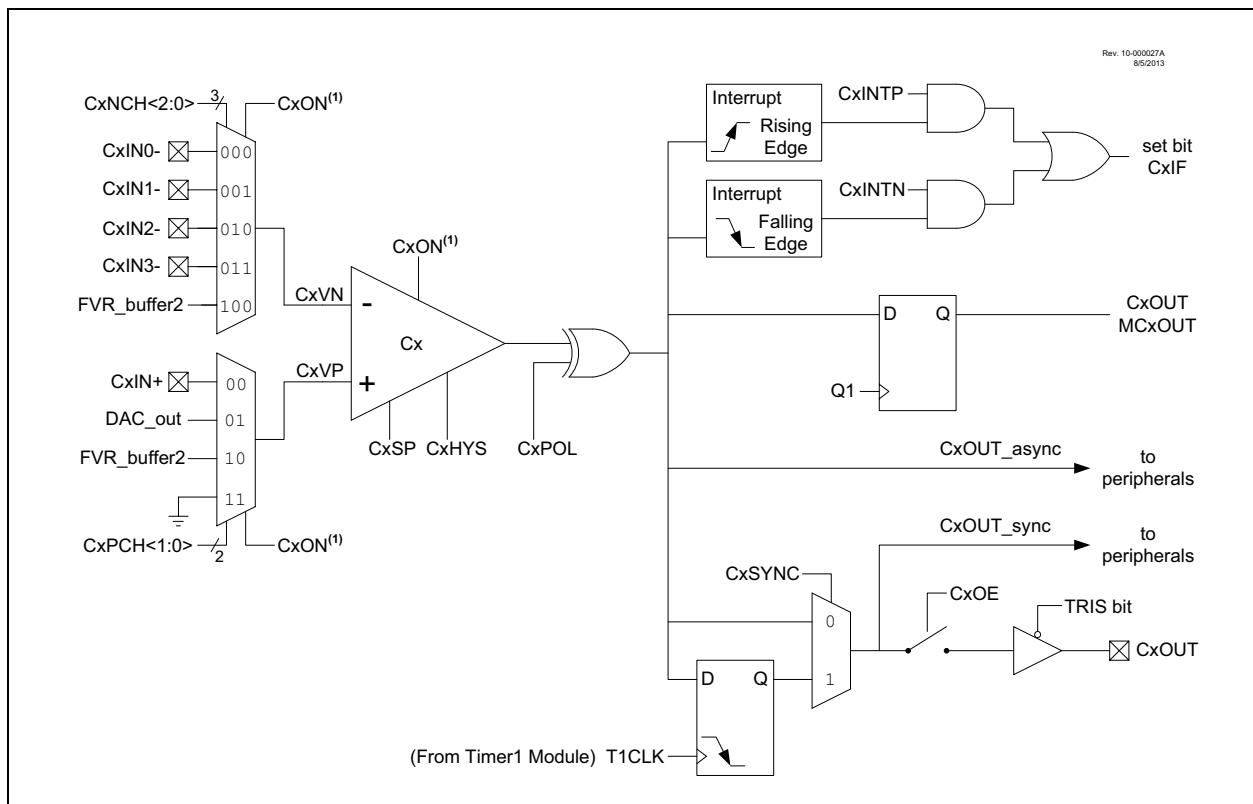 Rev. 10-000027A
8/5/2013
CxNCH<2:0>
3
CxON(1)
CxIN0-
000
CxIN1-
001
CxIN2-
010
CxIN3-
011
FVR_buffer2
100
CxIN+
00
DAC_out
01
FVR_buffer2
10
11
CxPCH<1:0>
2
CxON(1)
CxVN
CxVP
CxON(1)
-
Cx
+
CxSP
CxHYS
CxPOL
Interrupt
Rising
Edge
CxINTP
Interrupt
Falling
Edge
CxINTN
set bit
CxIF
D
Q
Q1
CxOUT
MCxOUT
CxOUT_async
to
peripherals
CxOUT_sync
to
peripherals
CxSYNC
0
1
CxOE
TRIS bit
CxOUT
D
Q
(From Timer1 Module) T1CLK